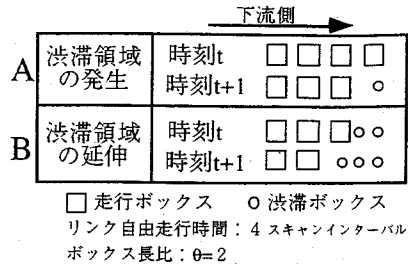 下流側
A 渋滞領域の発生 時刻t □ □ □ □
時刻t+1 □ □ □ ○
B 渋滞領域の延伸 時刻t □ □ □○○
時刻t+1 □ □ ○○○
□ 走行ボックス ○ 渋滞ボックス
リンク自由走行時間：4 スキャンインターバル
ボックス長比：θ=2